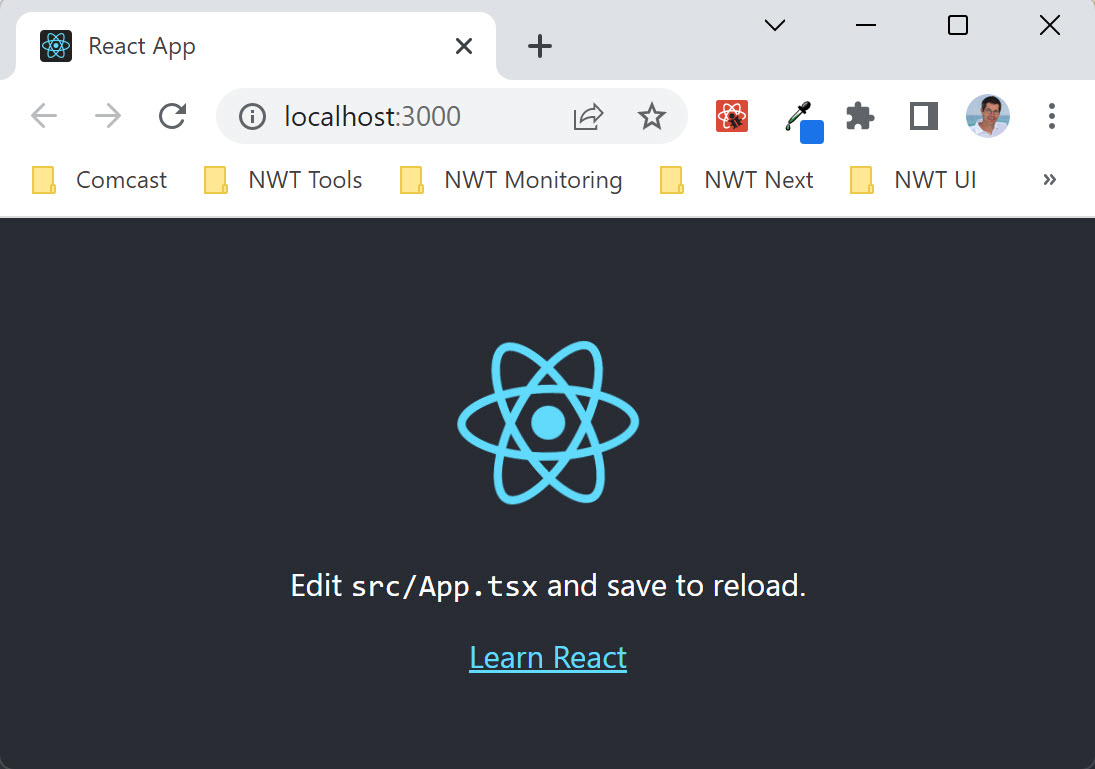 React App
localhost:3000
Comcast NWT Tools NWT Monitoring NWT Next NWT UI »
Edit src/App.tsx and save to reload.
Learn React